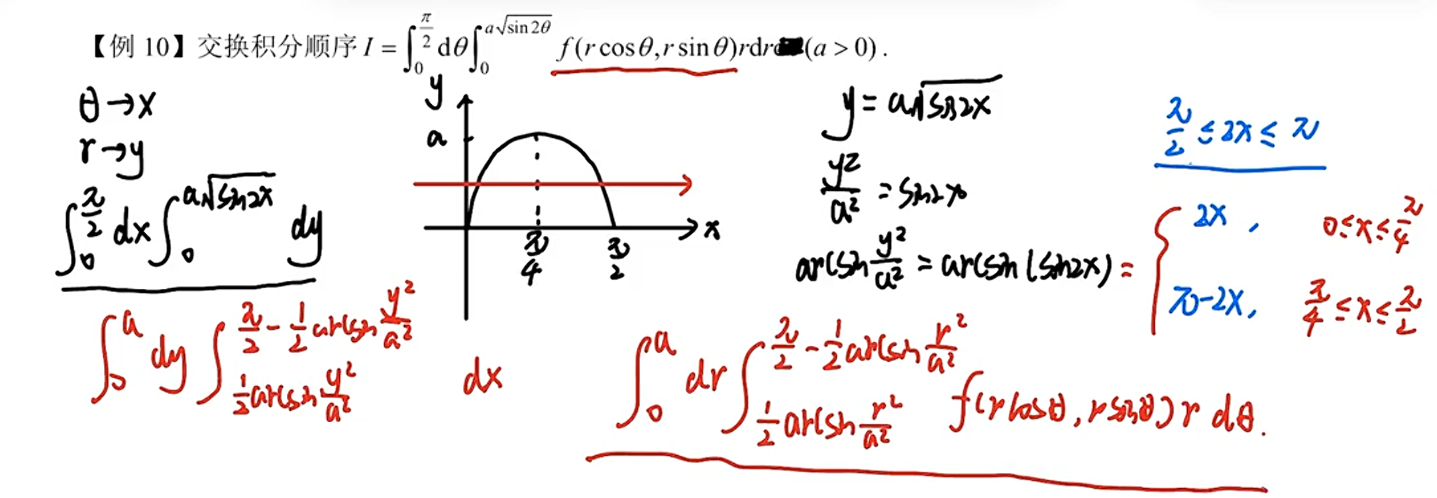 【例 10】交换积分顺序 $I = \int_0^{\frac{\pi}{2}} \mathrm{d}\theta \int_0^{a\sqrt{\sin 2\theta}} f(r\cos\theta, r\sin\theta) r\mathrm{d}r$ $(a > 0)$ .
θ→x
r→y
$\int_0^{\frac{\pi}{2}} dx \int_0^{a\sqrt{\sin 2x}} dy$
$\int_0^a dy \int_{\frac{1}{2}\arcsin\frac{y^2}{a^2}}^{\frac{\pi}{2} - \frac{1}{2}\arcsin\frac{y^2}{a^2}} dx$
y
a
$\frac{\pi}{4}$ $\frac{\pi}{2}$ x
$y = a\sqrt{\sin 2x}$
$\frac{y^2}{a^2} = \sin 2x$
$\arcsin\frac{y^2}{a^2} = \arcsin(\sin 2x) = \begin{cases} 2x, & 0 \le x \le \frac{\pi}{4} \\ \pi - 2x, & \frac{\pi}{4} \le x \le \frac{\pi}{2} \end{cases}$
$\frac{\pi}{2} \le 2x \le \pi$
$\int_0^a dr \int_{\frac{1}{2}\arcsin\frac{r^2}{a^2}}^{\frac{\pi}{2} - \frac{1}{2}\arcsin\frac{r^2}{a^2}} f(r\cos\theta, r\sin\theta) r\, d\theta.$